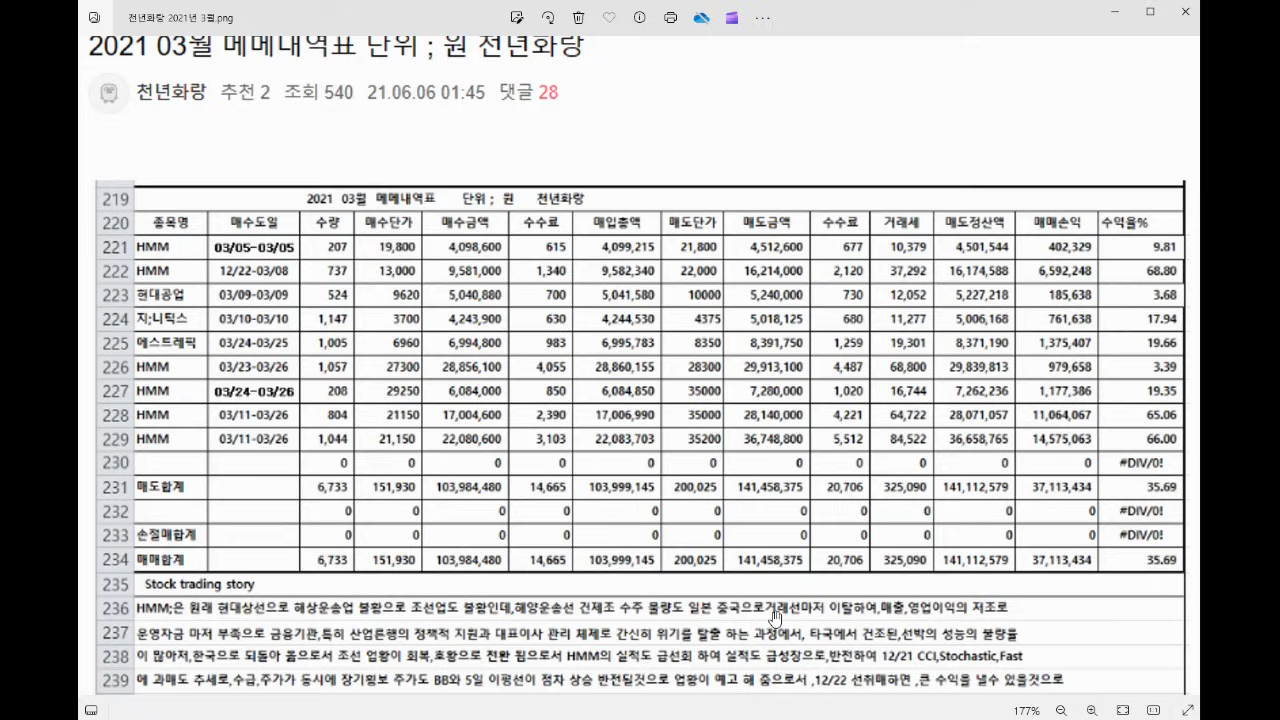 천년화랑 2021년 3월.png
2021 03월 메메내역표 단위 ; 원 천년화랑
천년화랑 추천 2 조회 540 21.06.06 01:45 댓글 28
219 2021 03월 메메내역표 단위 ; 원 천년화랑
220 종목명 매수도일 수량 매수단가 매수금액 수수료 매입총액 매도단가 매도금액 수수료 거래세 매도정산액 매매손익 수익율%
221 HMM 03/05-03/05 207 19,800 4,098,600 615 4,099,215 21,800 4,512,600 677 10,379 4,501,544 402,329 9.81
222 HMM 12/22-03/08 737 13,000 9,581,000 1,340 9,582,340 22,000 16,214,000 2,120 37,292 16,174,588 6,592,248 68.80
223 현대공업 03/09-03/09 524 9620 5,040,880 700 5,041,580 10000 5,240,000 730 12,052 5,227,218 185,638 3.68
224 지;니틱스 03/10-03/10 1,147 3700 4,243,900 630 4,244,530 4375 5,018,125 680 11,277 5,006,168 761,638 17.94
225 에스트래픽 03/24-03/25 1,005 6960 6,994,800 983 6,995,783 8350 8,391,750 1,259 19,301 8,371,190 1,375,407 19.66
226 HMM 03/23-03/26 1,057 27300 28,856,100 4,055 28,860,155 28300 29,913,100 4,487 68,800 29,839,813 979,658 3.39
227 HMM 03/24-03/26 208 29250 6,084,000 850 6,084,850 35000 7,280,000 1,020 16,744 7,262,236 1,177,386 19.35
228 HMM 03/11-03/26 804 21150 17,004,600 2,390 17,006,990 35000 28,140,000 4,221 64,722 28,071,057 11,064,067 65.06
229 HMM 03/11-03/26 1,044 21,150 22,080,600 3,103 22,083,703 35200 36,748,800 5,512 84,522 36,658,765 14,575,063 66.00
230 0 0 0 0 0 0 0 0 0 0 0 #DIV/0!
231 매도합계 6,733 151,930 103,984,480 14,665 103,999,145 200,025 141,458,375 20,706 325,090 141,112,579 37,113,434 35.69
232 0 0 0 0 0 0 0 0 0 0 0 #DIV/0!
233 손절매합계 0 0 0 0 0 0 0 0 0 0 0 #DIV/0!
234 매매합계 6,733 151,930 103,984,480 14,665 103,999,145 200,025 141,458,375 20,706 325,090 141,112,579 37,113,434 35.69
235 Stock trading story
236 HMM;은 원래 현대상선으로 해상운송업 불황으로 조선업도 불황인데,해양운송선 건제조 수주 물량도 일본 중국으로거래선마저 이탈하여,매출,영업이익의 저조로
237 운영자금 마저 부족으로 금융기관,특히 산업은행의 정책적 지원과 대표이사 관리 체제로 간신히 위기를 탈출 하는 과정에서, 타국에서 건조된,선박의 성능의 불량률
238 이 많아저,한국으로 되돌아 옴으로서 조선 업황이 회복,호황으로 전환 됨으로서 HMM의 실적도 급선회 하여 실적도 급성장으로,반전하여 12/21 CCI,Stochastic,Fast
239 에 과매도 추세로,수급,주가가 동시에 장기횡보 주가도 BB와 5일 이평선이 점차 상승 반전될것으로 업황이 예고 해 줌으로서 ,12/22 선취매하면 ,큰 수익을 낼수 있을것으로
177%